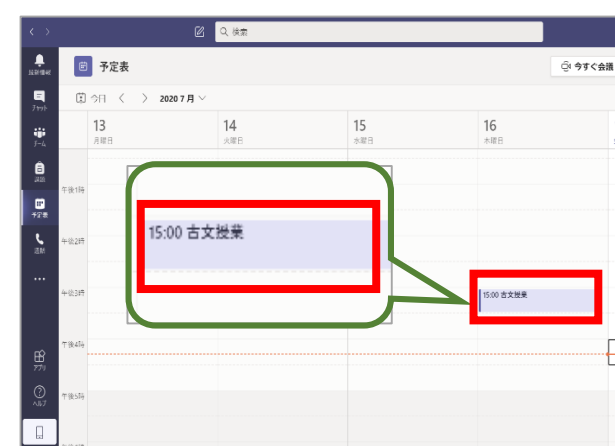 検索
最新情報
予定表
今すぐ会議
チャット
今日 2020 7月
13 14 15 16
月曜日 火曜日 水曜日 木曜日
チーム
課題
午後1時
予定表
15:00 古文授業
午後2時
通話
午後3時
15:00 古文授業
午後4時
アプリ
午後5時
ヘルプ